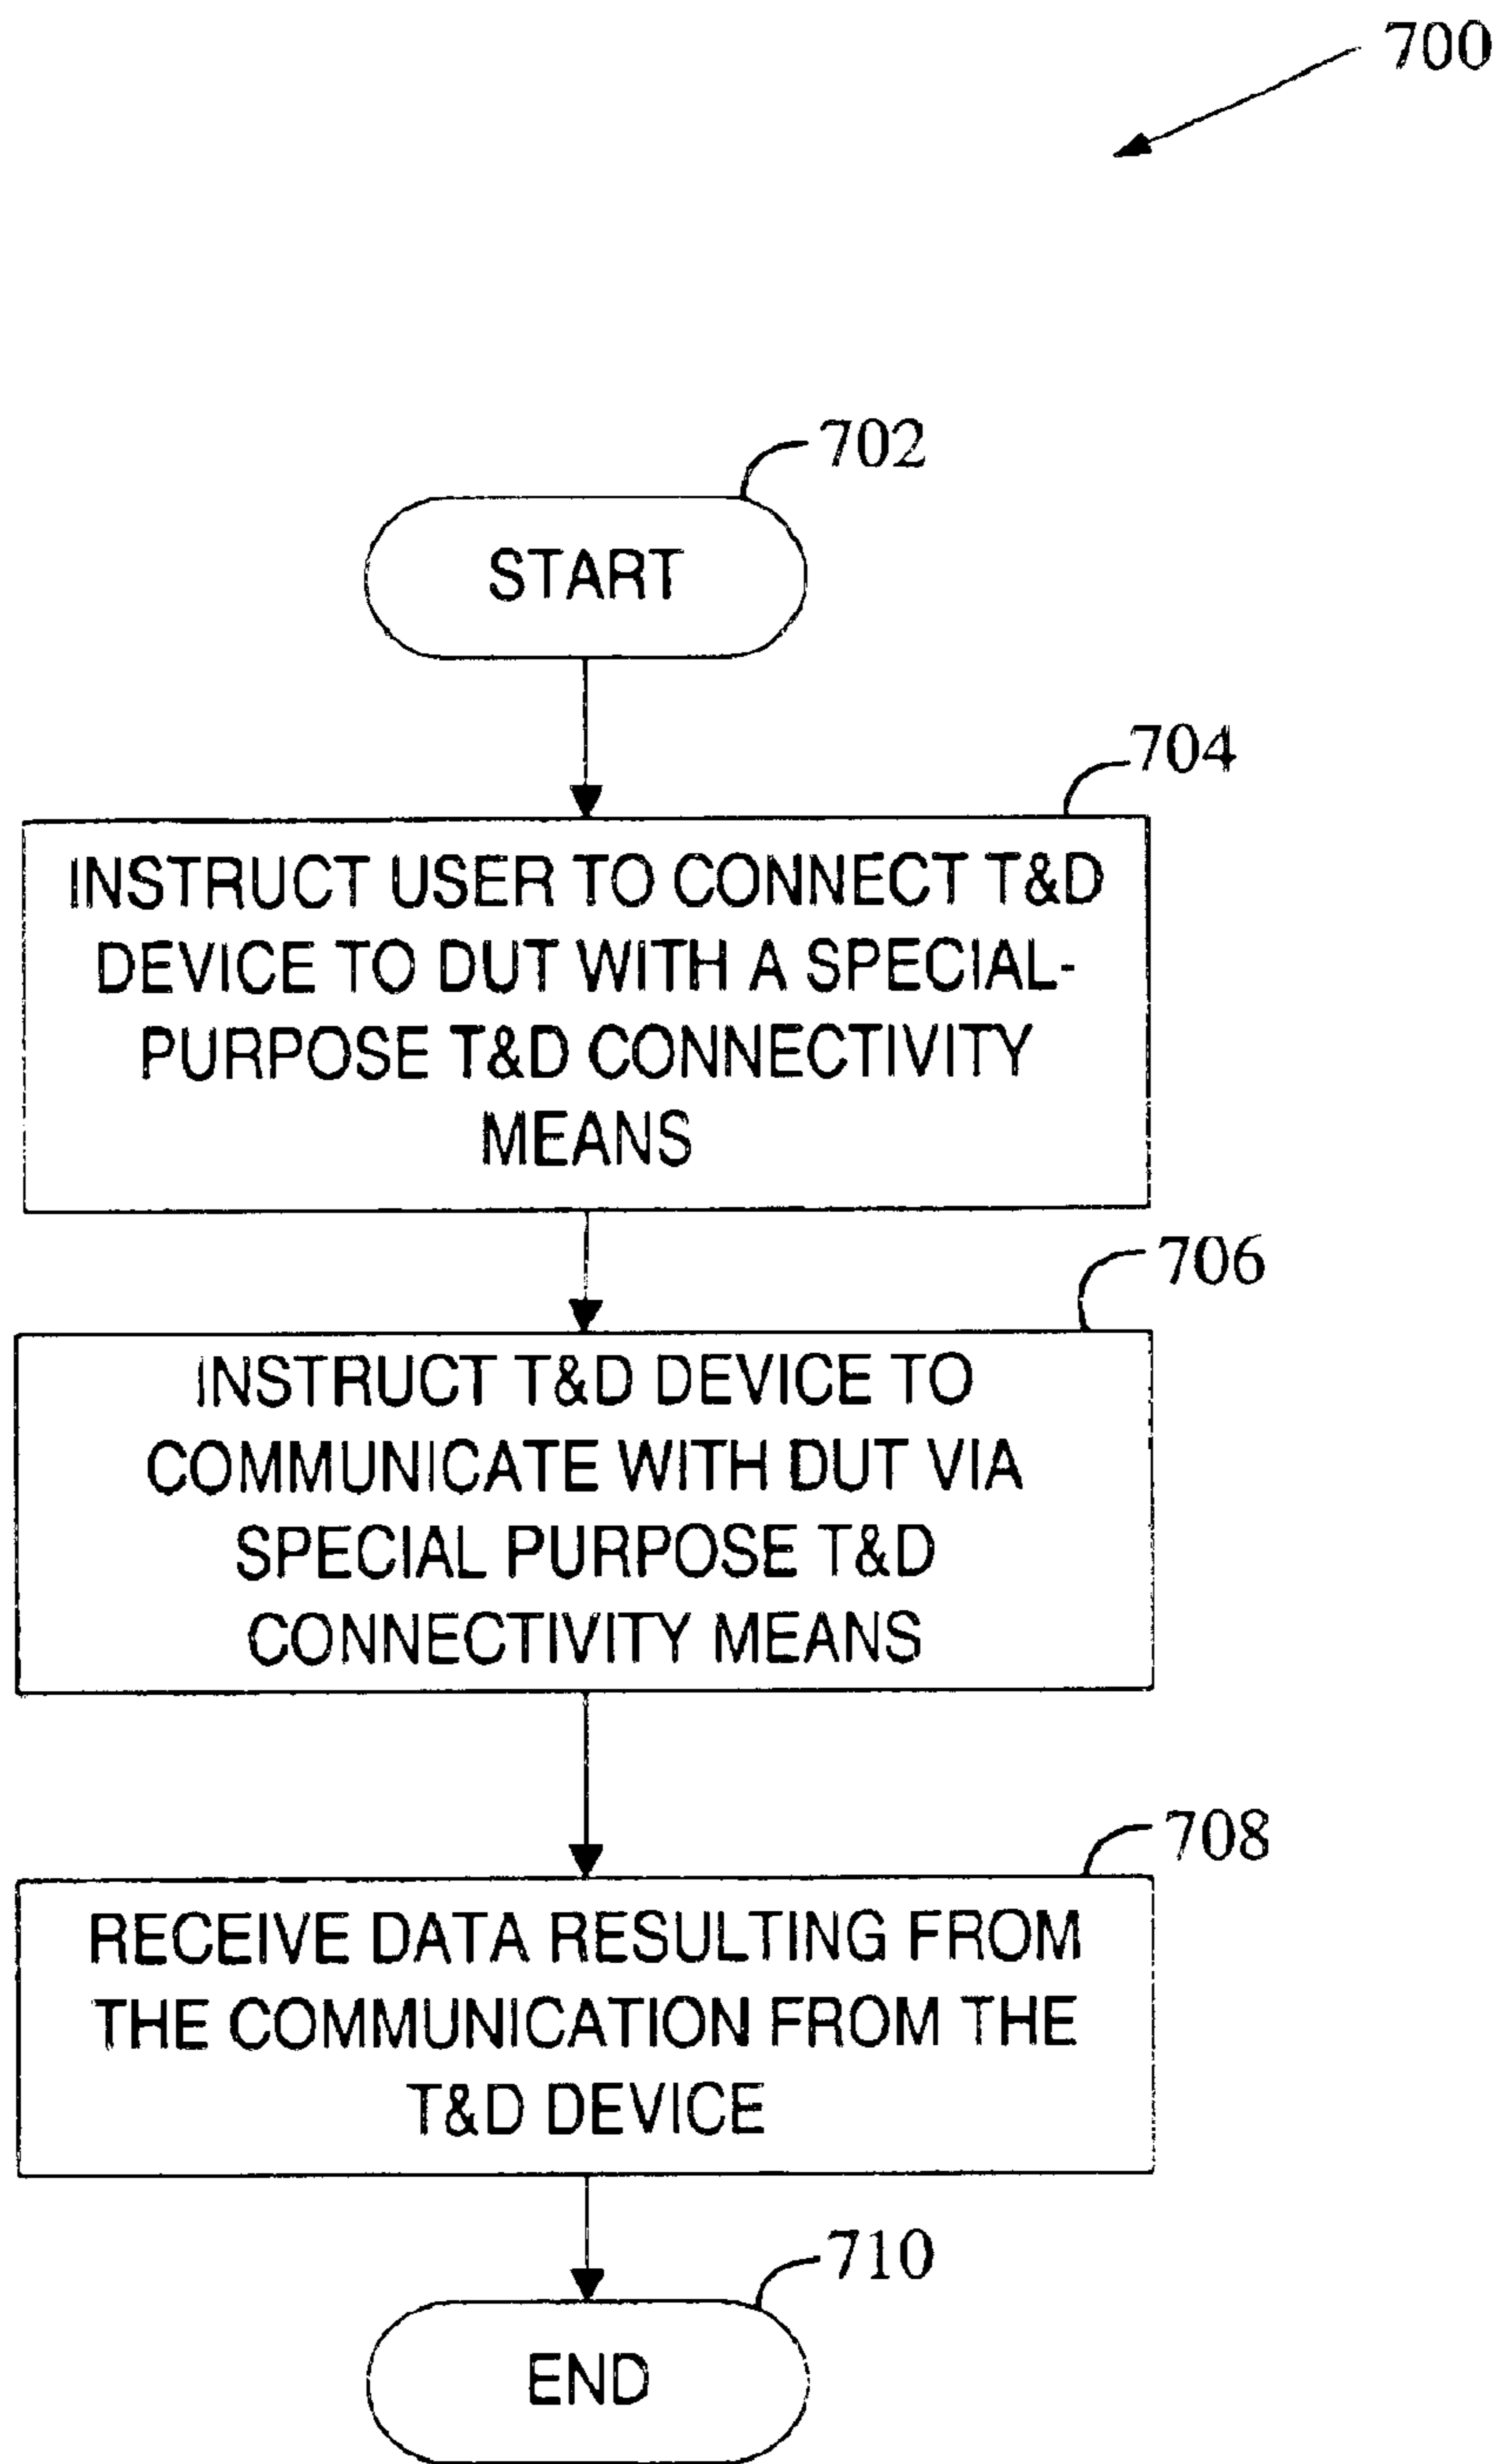 700
702
START
704
INSTRUCT USER TO CONNECT T&D
DEVICE TO DUT WITH A SPECIAL-
PURPOSE T&D CONNECTIVITY
MEANS
706
INSTRUCT T&D DEVICE TO
COMMUNICATE WITH DUT VIA
SPECIAL PURPOSE T&D
CONNECTIVITY MEANS
708
RECEIVE DATA RESULTING FROM
THE COMMUNICATION FROM THE
T&D DEVICE
710
END